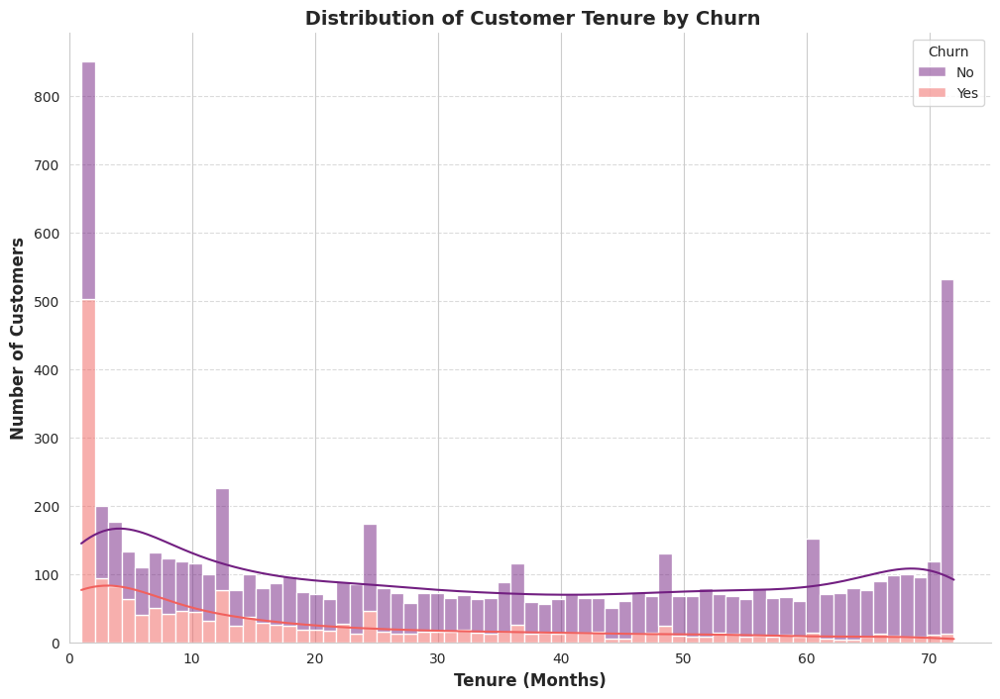 Distribution of Customer Tenure by Churn
Churn
No
Yes
Number of Customers
800
700
600
500
400
300
200
100
0
0 10 20 30 40 50 60 70
Tenure (Months)